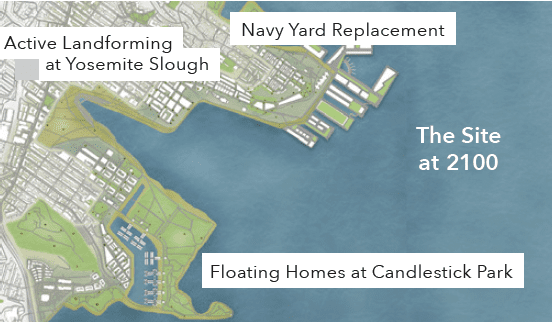 Navy Yard Replacement
Active Landforming
at Yosemite Slough
The Site
at 2100
Floating Homes at Candlestick Park